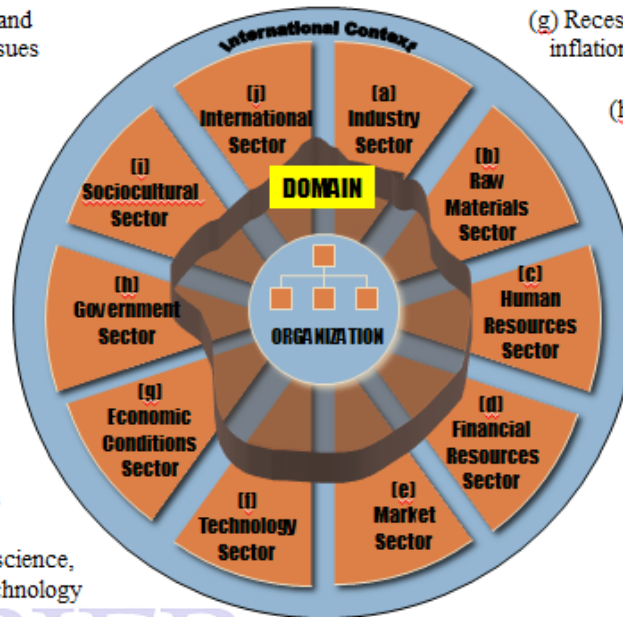 and
sues
(g) Reces
inflation
International Context
(j)
International
Sector
(a)
Industry
Sector
(i)
Sociocultural
Sector
DOMAIN
(b)
Raw
Materials
Sector
(h)
Government
Sector
ORGANIZATION
(c)
Human
Resources
Sector
(g)
Economic
Conditions
Sector
(d)
Financial
Resources
Sector
(f)
Technology
Sector
(e)
Market
Sector
science,
chnology